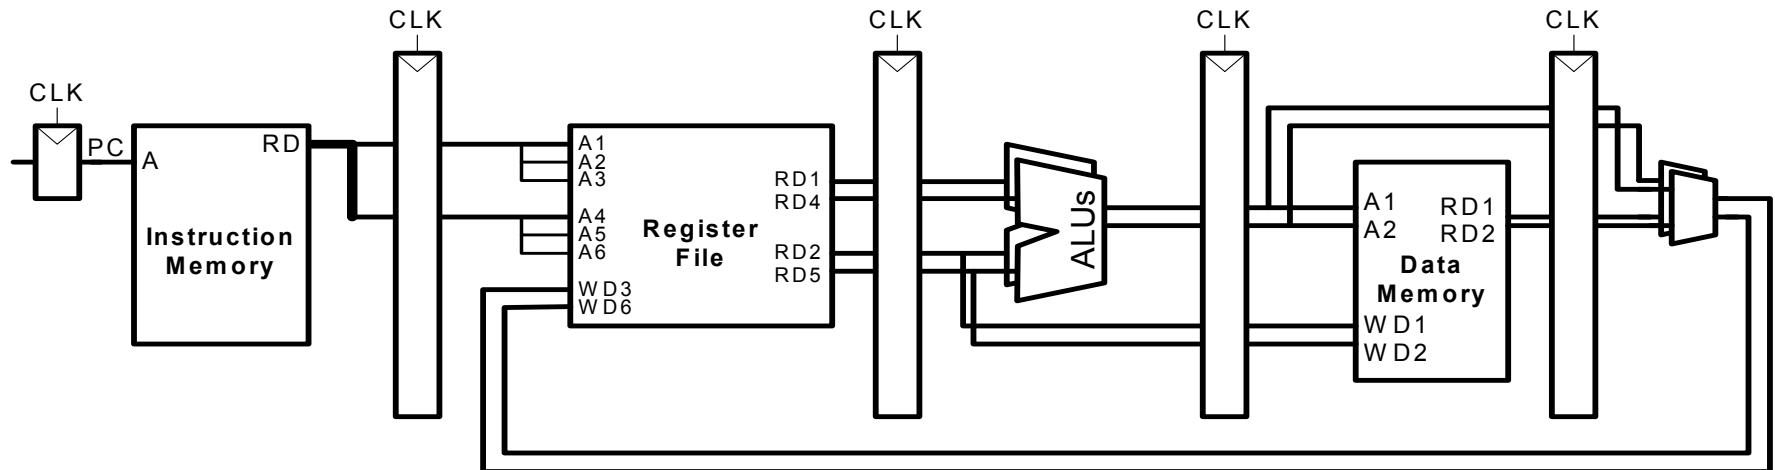 CLK
CLK
CLK
CLK
CLK
PC
A
RD
Instruction
Memory
A1
A2
A3
A4
A5
A6
WD3
WD6
Register
File
RD1
RD4
RD2
RD5
ALUs
A1
A2
RD1
RD2
Data
Memory
WD1
WD2